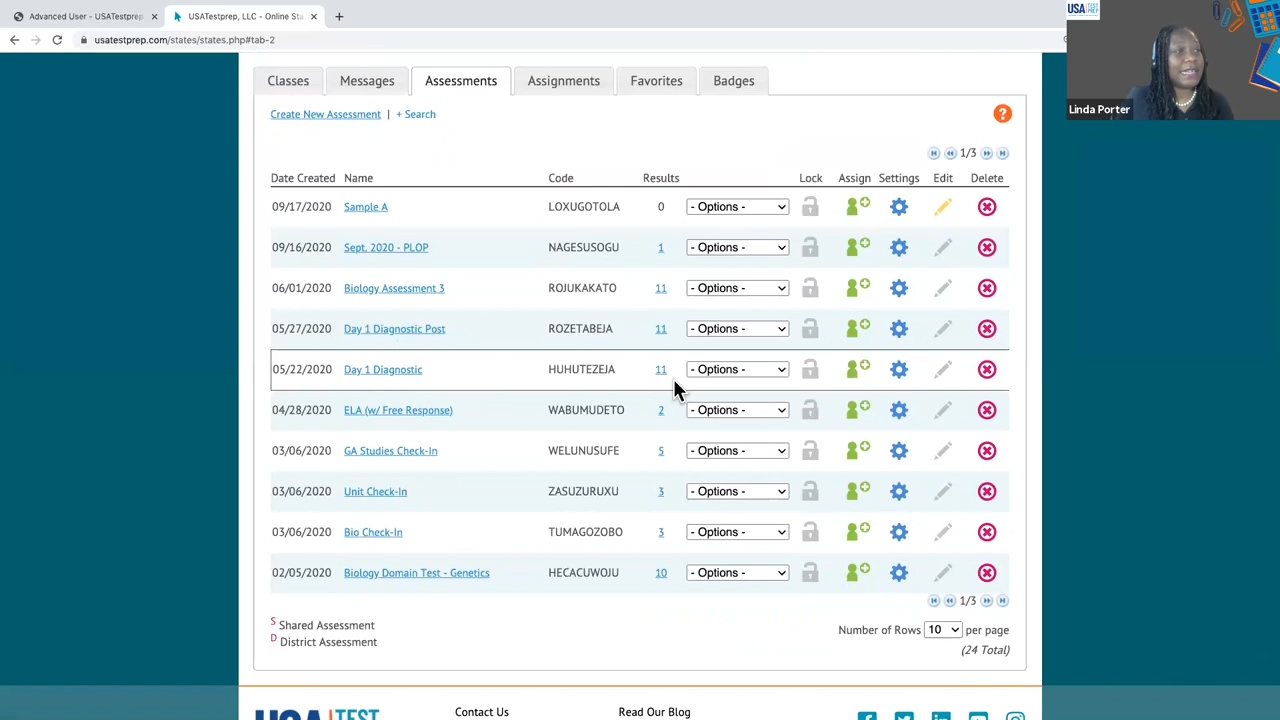 Advanced User - USATestprep
USATestprep, LLC - Online Sta
usatestprep.com/states/states.php#tab-2
USA TEST PREP
Linda Porter
Classes Messages Assessments Assignments Favorites Badges
Create New Assessment | + Search
?
1/3
Date Created Name Code Results Lock Assign Settings Edit Delete
09/17/2020 Sample A LOXUGOTOLA 0 - Options -
09/16/2020 Sept. 2020 - PLOP NAGESUSOGU 1 - Options -
06/01/2020 Biology Assessment 3 ROJUKAKATO 11 - Options -
05/27/2020 Day 1 Diagnostic Post ROZETABEJA 11 - Options -
05/22/2020 Day 1 Diagnostic HUHUTEZEJA 11 - Options -
04/28/2020 ELA (w/ Free Response) WABUMUDETO 2 - Options -
03/06/2020 GA Studies Check-In WELUNUSUFE 5 - Options -
03/06/2020 Unit Check-In ZASUZURUXU 3 - Options -
03/06/2020 Bio Check-In TUMAGOZOBO 3 - Options -
02/05/2020 Biology Domain Test - Genetics HECACUWOJU 10 - Options -
1/3
S Shared Assessment
D District Assessment
Number of Rows 10 per page
(24 Total)
USA TEST
Contact Us
Read Our Blog